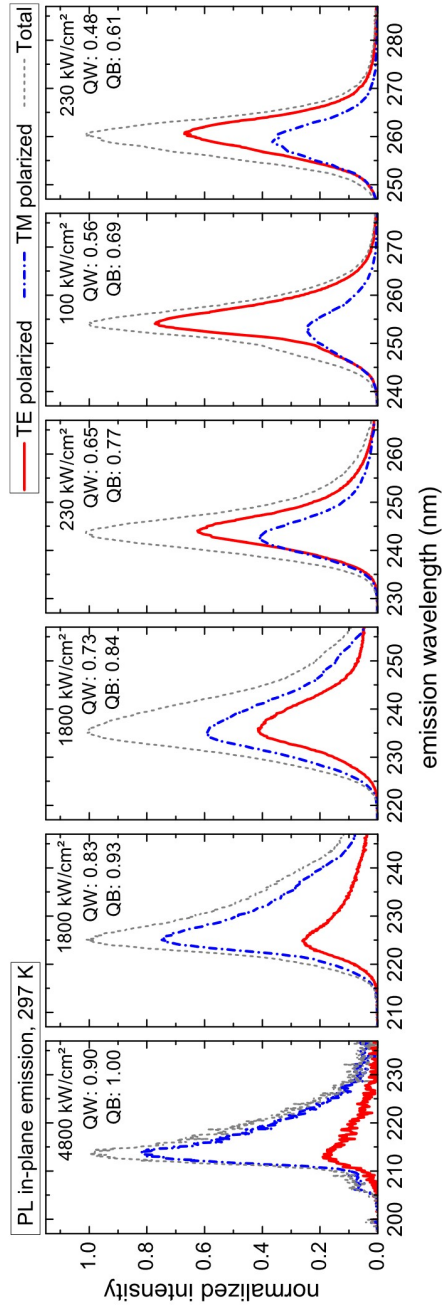 PL in-plane emission, 297 K
TE polarized TM polarized Total
4800 kW/cm²
QW: 0.90
QB: 1.00
1800 kW/cm²
QW: 0.83
QB: 0.93
1800 kW/cm²
QW: 0.73
QB: 0.84
230 kW/cm²
QW: 0.65
QB: 0.77
100 kW/cm²
QW: 0.56
QB: 0.69
230 kW/cm²
QW: 0.48
QB: 0.61
normalized intensity
1.0
0.8
0.6
0.4
0.2
0.0
200 210 220 230
210 220 230 240
220 230 240 250
230 240 250 260
240 250 260 270
250 260 270 280
emission wavelength (nm)